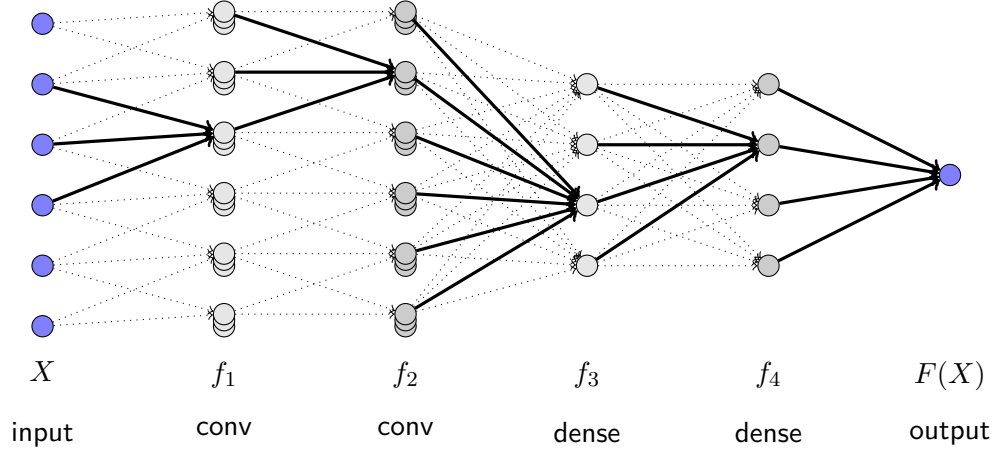 X f₁ f₂ f₃ f₄ F(X)
input conv conv dense dense output